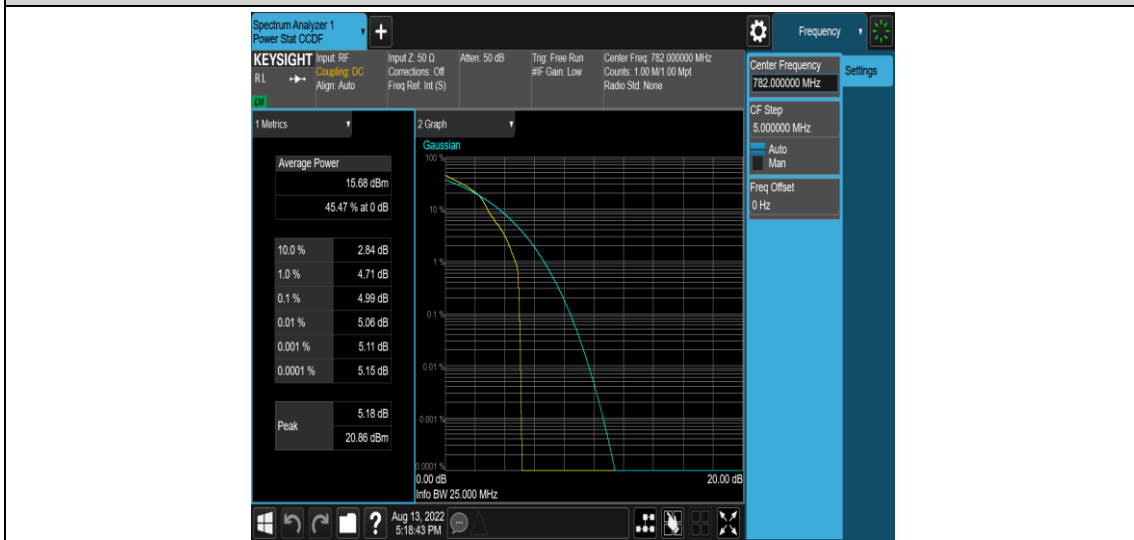 Spectrum Analyzer 1
Power Stat CCDF
+
Frequency
KEYSIGHT
RL
LXI
Input: RF
Coupling: DC
Align: Auto
Input Z: 50 Ω
Corrections: Off
Freq Ref: Int (S)
Atten: 50 dB
Trig: Free Run
#IF Gain: Low
Center Freq: 782.000000 MHz
Counts: 1.00 M/1.00 Mpt
Radio Std: None
Center Frequency
782.000000 MHz
Settings
CF Step
5.000000 MHz
Auto
Man
Freq Offset
0 Hz
1 Metrics
Average Power
15.68 dBm
45.47 % at 0 dB
10.0 % 2.84 dB
1.0 % 4.71 dB
0.1 % 4.99 dB
0.01 % 5.06 dB
0.001 % 5.11 dB
0.0001 % 5.15 dB
Peak
5.18 dB
20.86 dBm
2 Graph
Gaussian
100 %
10 %
1 %
0.1 %
0.01 %
0.001 %
0.0001 %
0.00 dB 20.00 dB
Info BW 25.000 MHz
?
Aug 13, 2022
5:18:43 PM